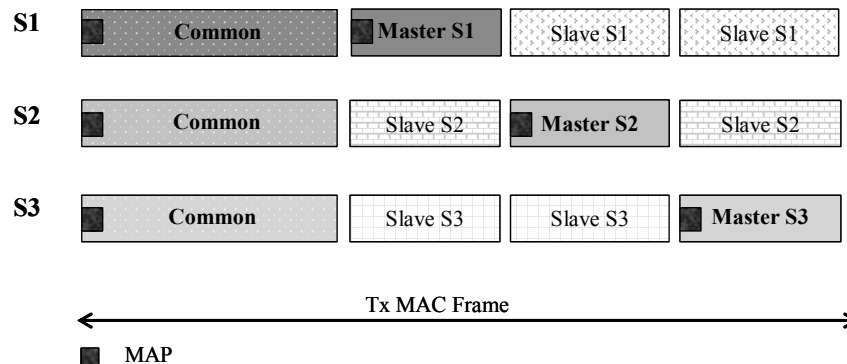 S1 Common Master S1 Slave S1 Slave S1
S2 Common Slave S2 Master S2 Slave S2
S3 Common Slave S3 Slave S3 Master S3
Tx MAC Frame
MAP